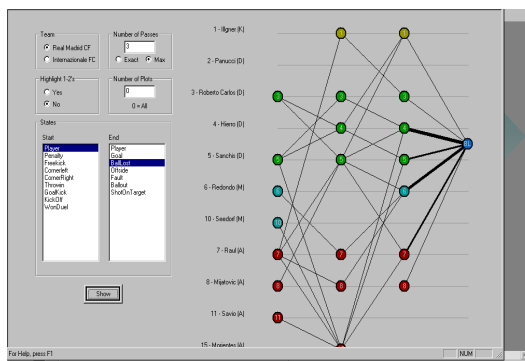 Team
Real Madrid CF
Internazionale FC
Number of Passes
3
Exact
Max
Highlight 1-2's
Yes
No
Number of Plots
0
0 = All
States
Start
Player
Penalty
Freekick
Cornerleft
CornerRight
Throwin
GoalKick
KickOff
WonDuel
End
Player
Goal
BallLost
Offside
Fault
Ballout
ShotOnTarget
Show
1 - Illgner (K)
1
1
2 - Panucci (D)
3 - Roberto Carlos (D)
3
3
3
4 - Hierro (D)
4
4
BL
5 - Sanchis (D)
5
5
5
6 - Redondo (M)
6
6
10 - Seedorf (M)
10
7 - Raul (A)
7
7
7
8 - Mijatovic (A)
8
8
8
11 - Savio (A)
11
15 - Morientes (A)
For Help, press F1
NUM